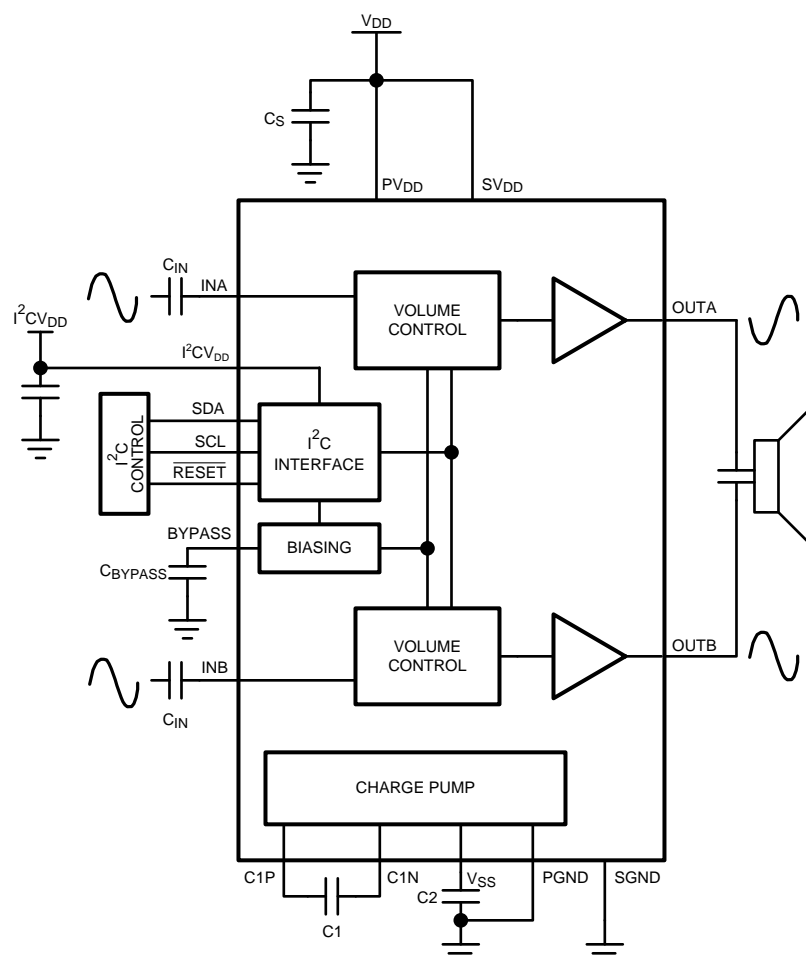 VDD
CS
PVDD
SVDD
CIN
INA
VOLUME
CONTROL
OUTA
I²CVDD
I²CVDD
I²C
CONTROL
SDA
SCL
RESET
I²C
INTERFACE
BYPASS
BIASING
CBYPASS
INB
CIN
VOLUME
CONTROL
OUTB
CHARGE PUMP
C1P
C1N
VSS
PGND
SGND
C1
C2